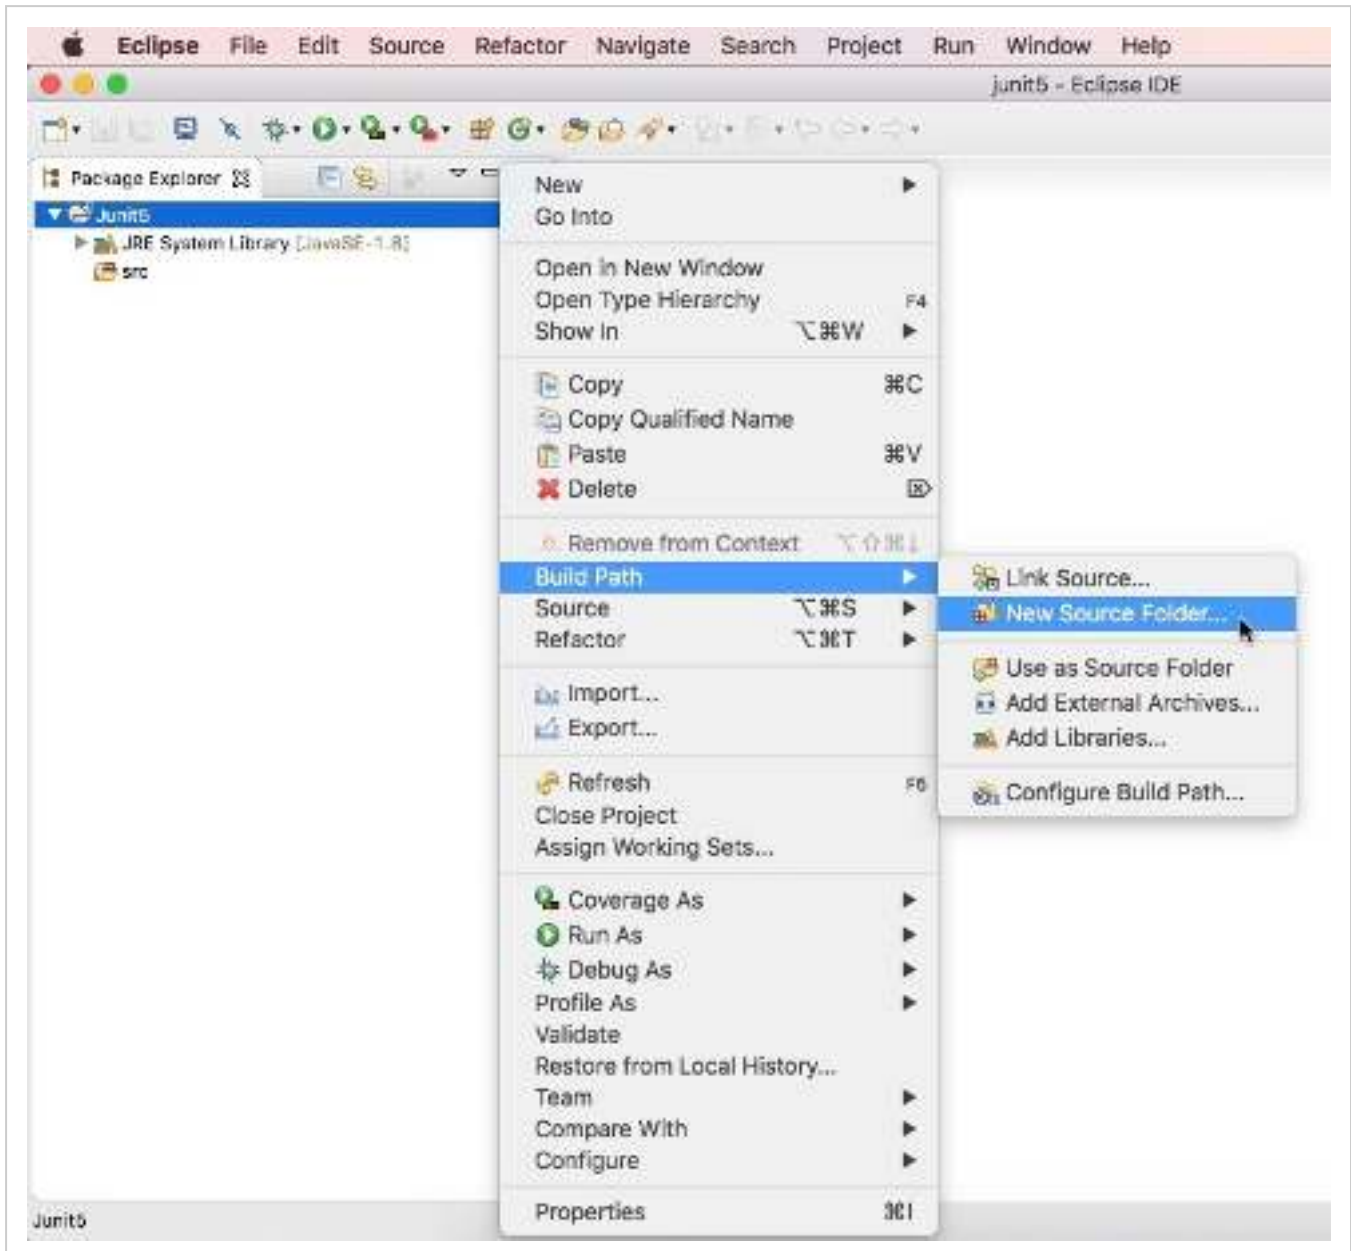 Eclipse File Edit Source Refactor Navigate Search Project Run Window Help
junit5 - Eclipse IDE
Package Explorer
Junit5
JRE System Library [JavaSE-1.8]
src
New
Go Into
Open in New Window
Open Type Hierarchy F4
Show In ⌥⌘W
Copy ⌘C
Copy Qualified Name
Paste ⌘V
Delete ⌦
Remove from Context ⌥⇧⌘↓
Build Path
Source ⌥⌘S
Refactor ⌥⌘T
Import...
Export...
Refresh F5
Close Project
Assign Working Sets...
Coverage As
Run As
Debug As
Profile As
Validate
Restore from Local History...
Team
Compare With
Configure
Properties ⌘I
Link Source...
New Source Folder...
Use as Source Folder
Add External Archives...
Add Libraries...
Configure Build Path...
Junit5